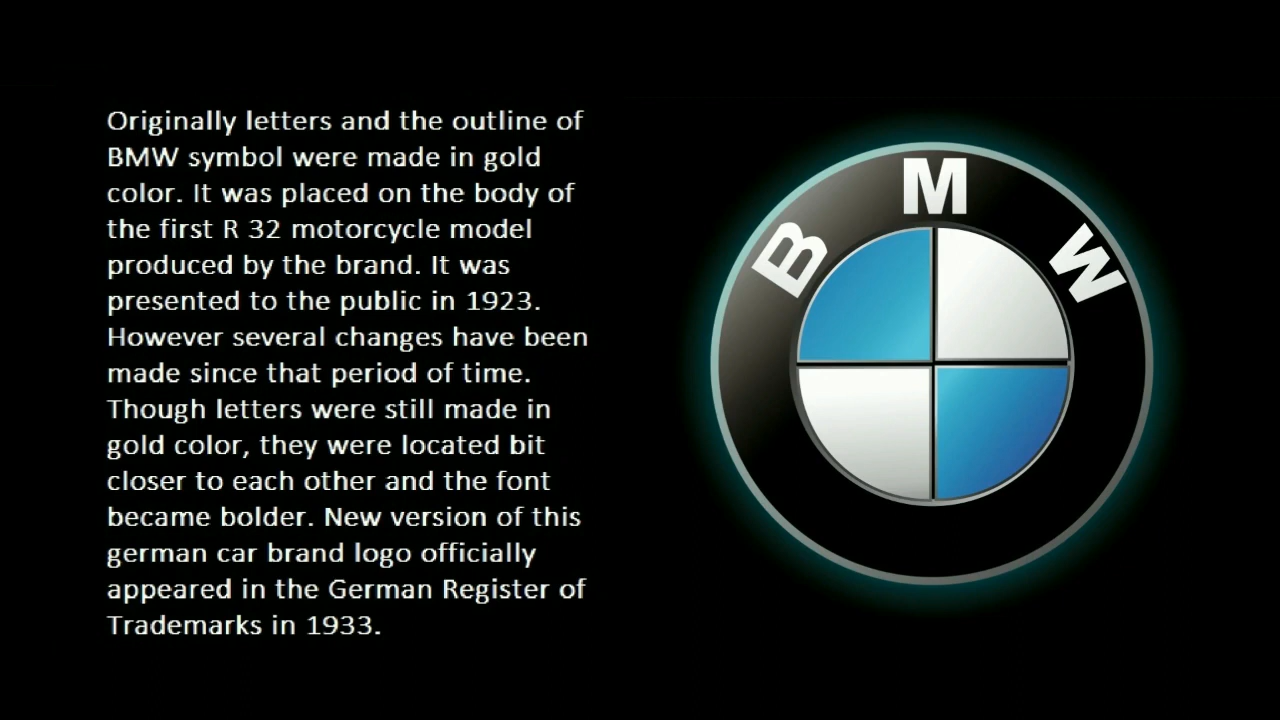 Originally letters and the outline of
BMW symbol were made in gold
color. It was placed on the body of
the first R 32 motorcycle model
produced by the brand. It was
presented to the public in 1923.
However several changes have been
made since that period of time.
Though letters were still made in
gold color, they were located bit
closer to each other and the font
became bolder. New version of this
german car brand logo officially
appeared in the German Register of
Trademarks in 1933.
BMW